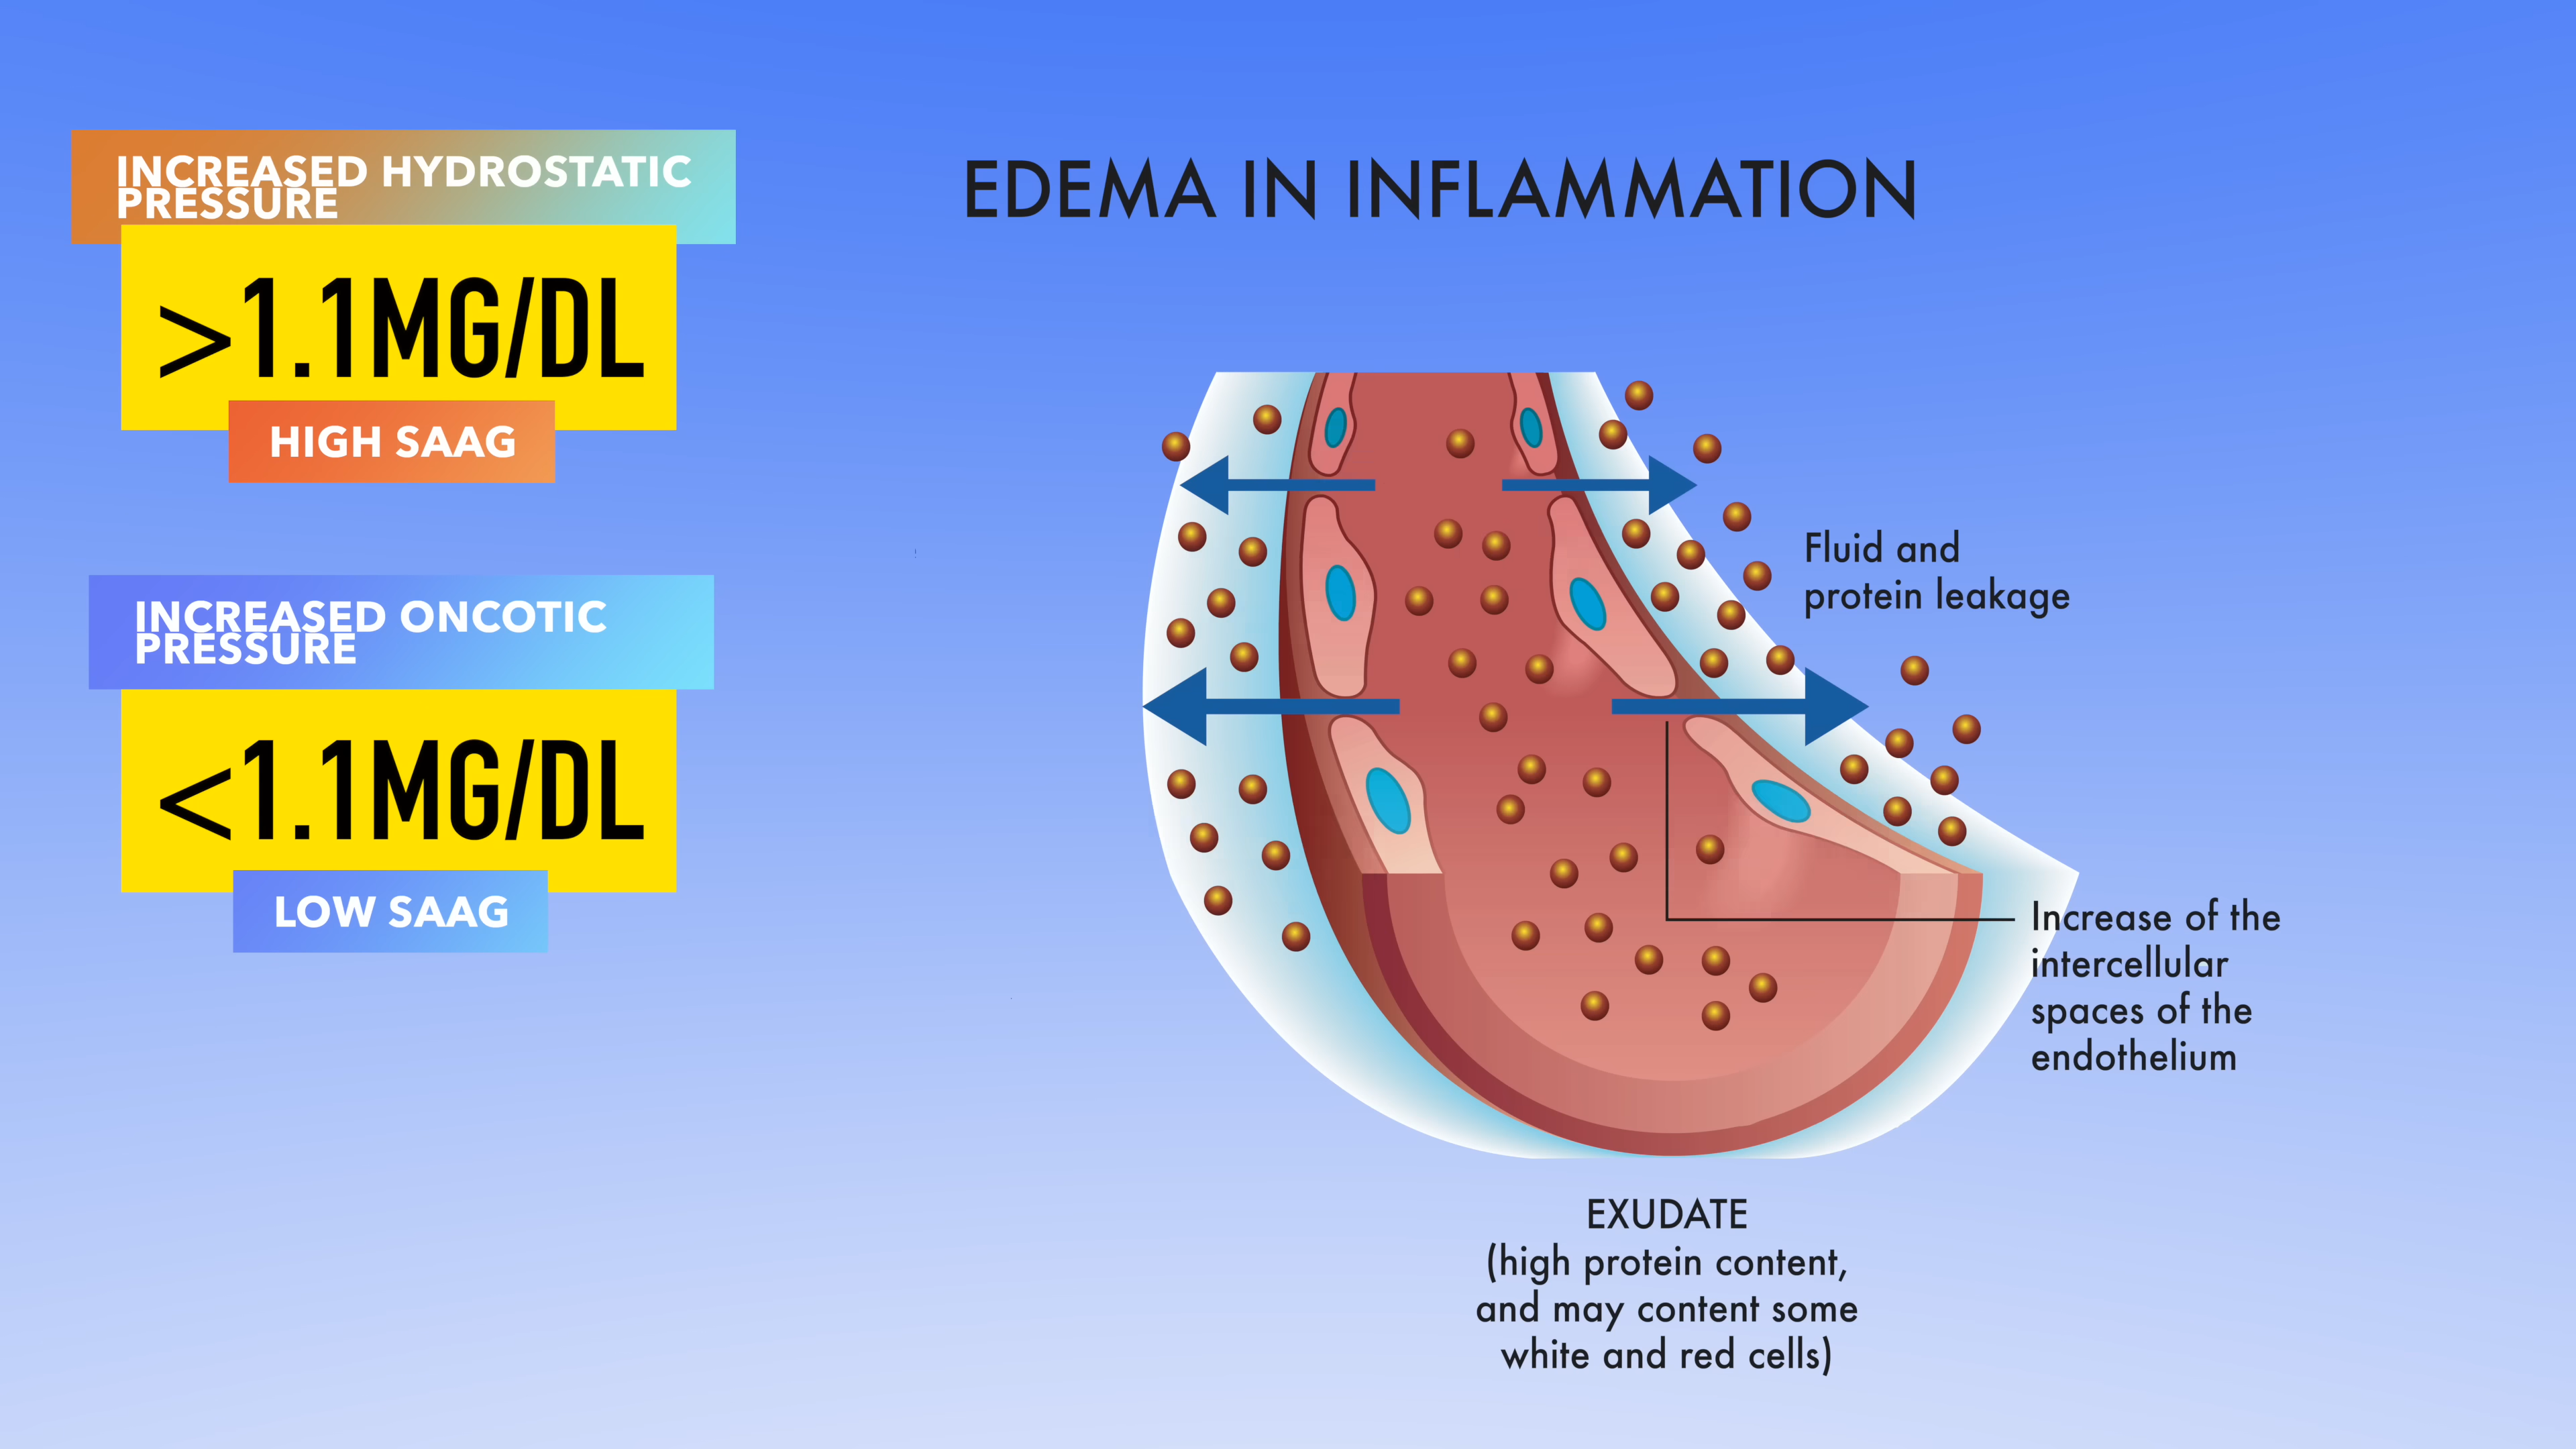 INCREASED HYDROSTATIC
PRESSURE
>1.1MG/DL
HIGH SAAG
INCREASED ONCOTIC
PRESSURE
<1.1MG/DL
LOW SAAG
EDEMA IN INFLAMMATION
Fluid and
protein leakage
Increase of the
intercellular
spaces of the
endothelium
EXUDATE
(high protein content,
and may content some
white and red cells)